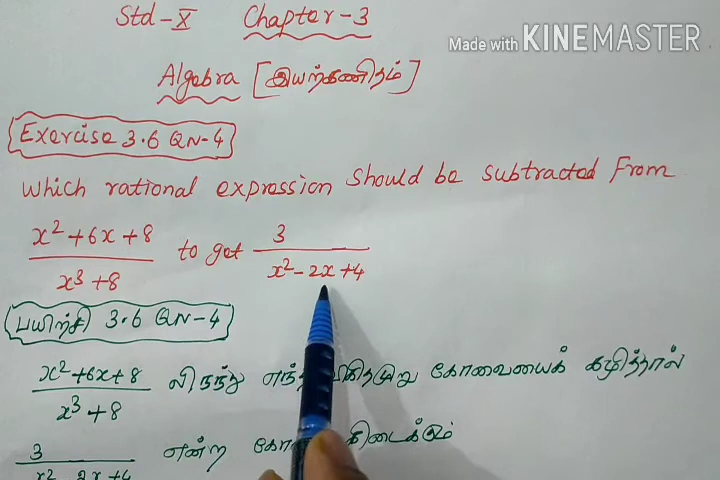 Std-X Chapter-3
Made with KINEMASTER
Algebra [இயற்கணிதம்]
Exercise 3.6 QN-4
Which rational expression should be subtracted From
x²+6x+8 / x³+8 to get 3 / x²-2x+4
பயிற்சி 3.6 QN-4
x²+6x+8 / x³+8 லிருந்து கோவையைக் கழித்தால்
3 / x²-2x+4 என்ற கிடைக்கும்